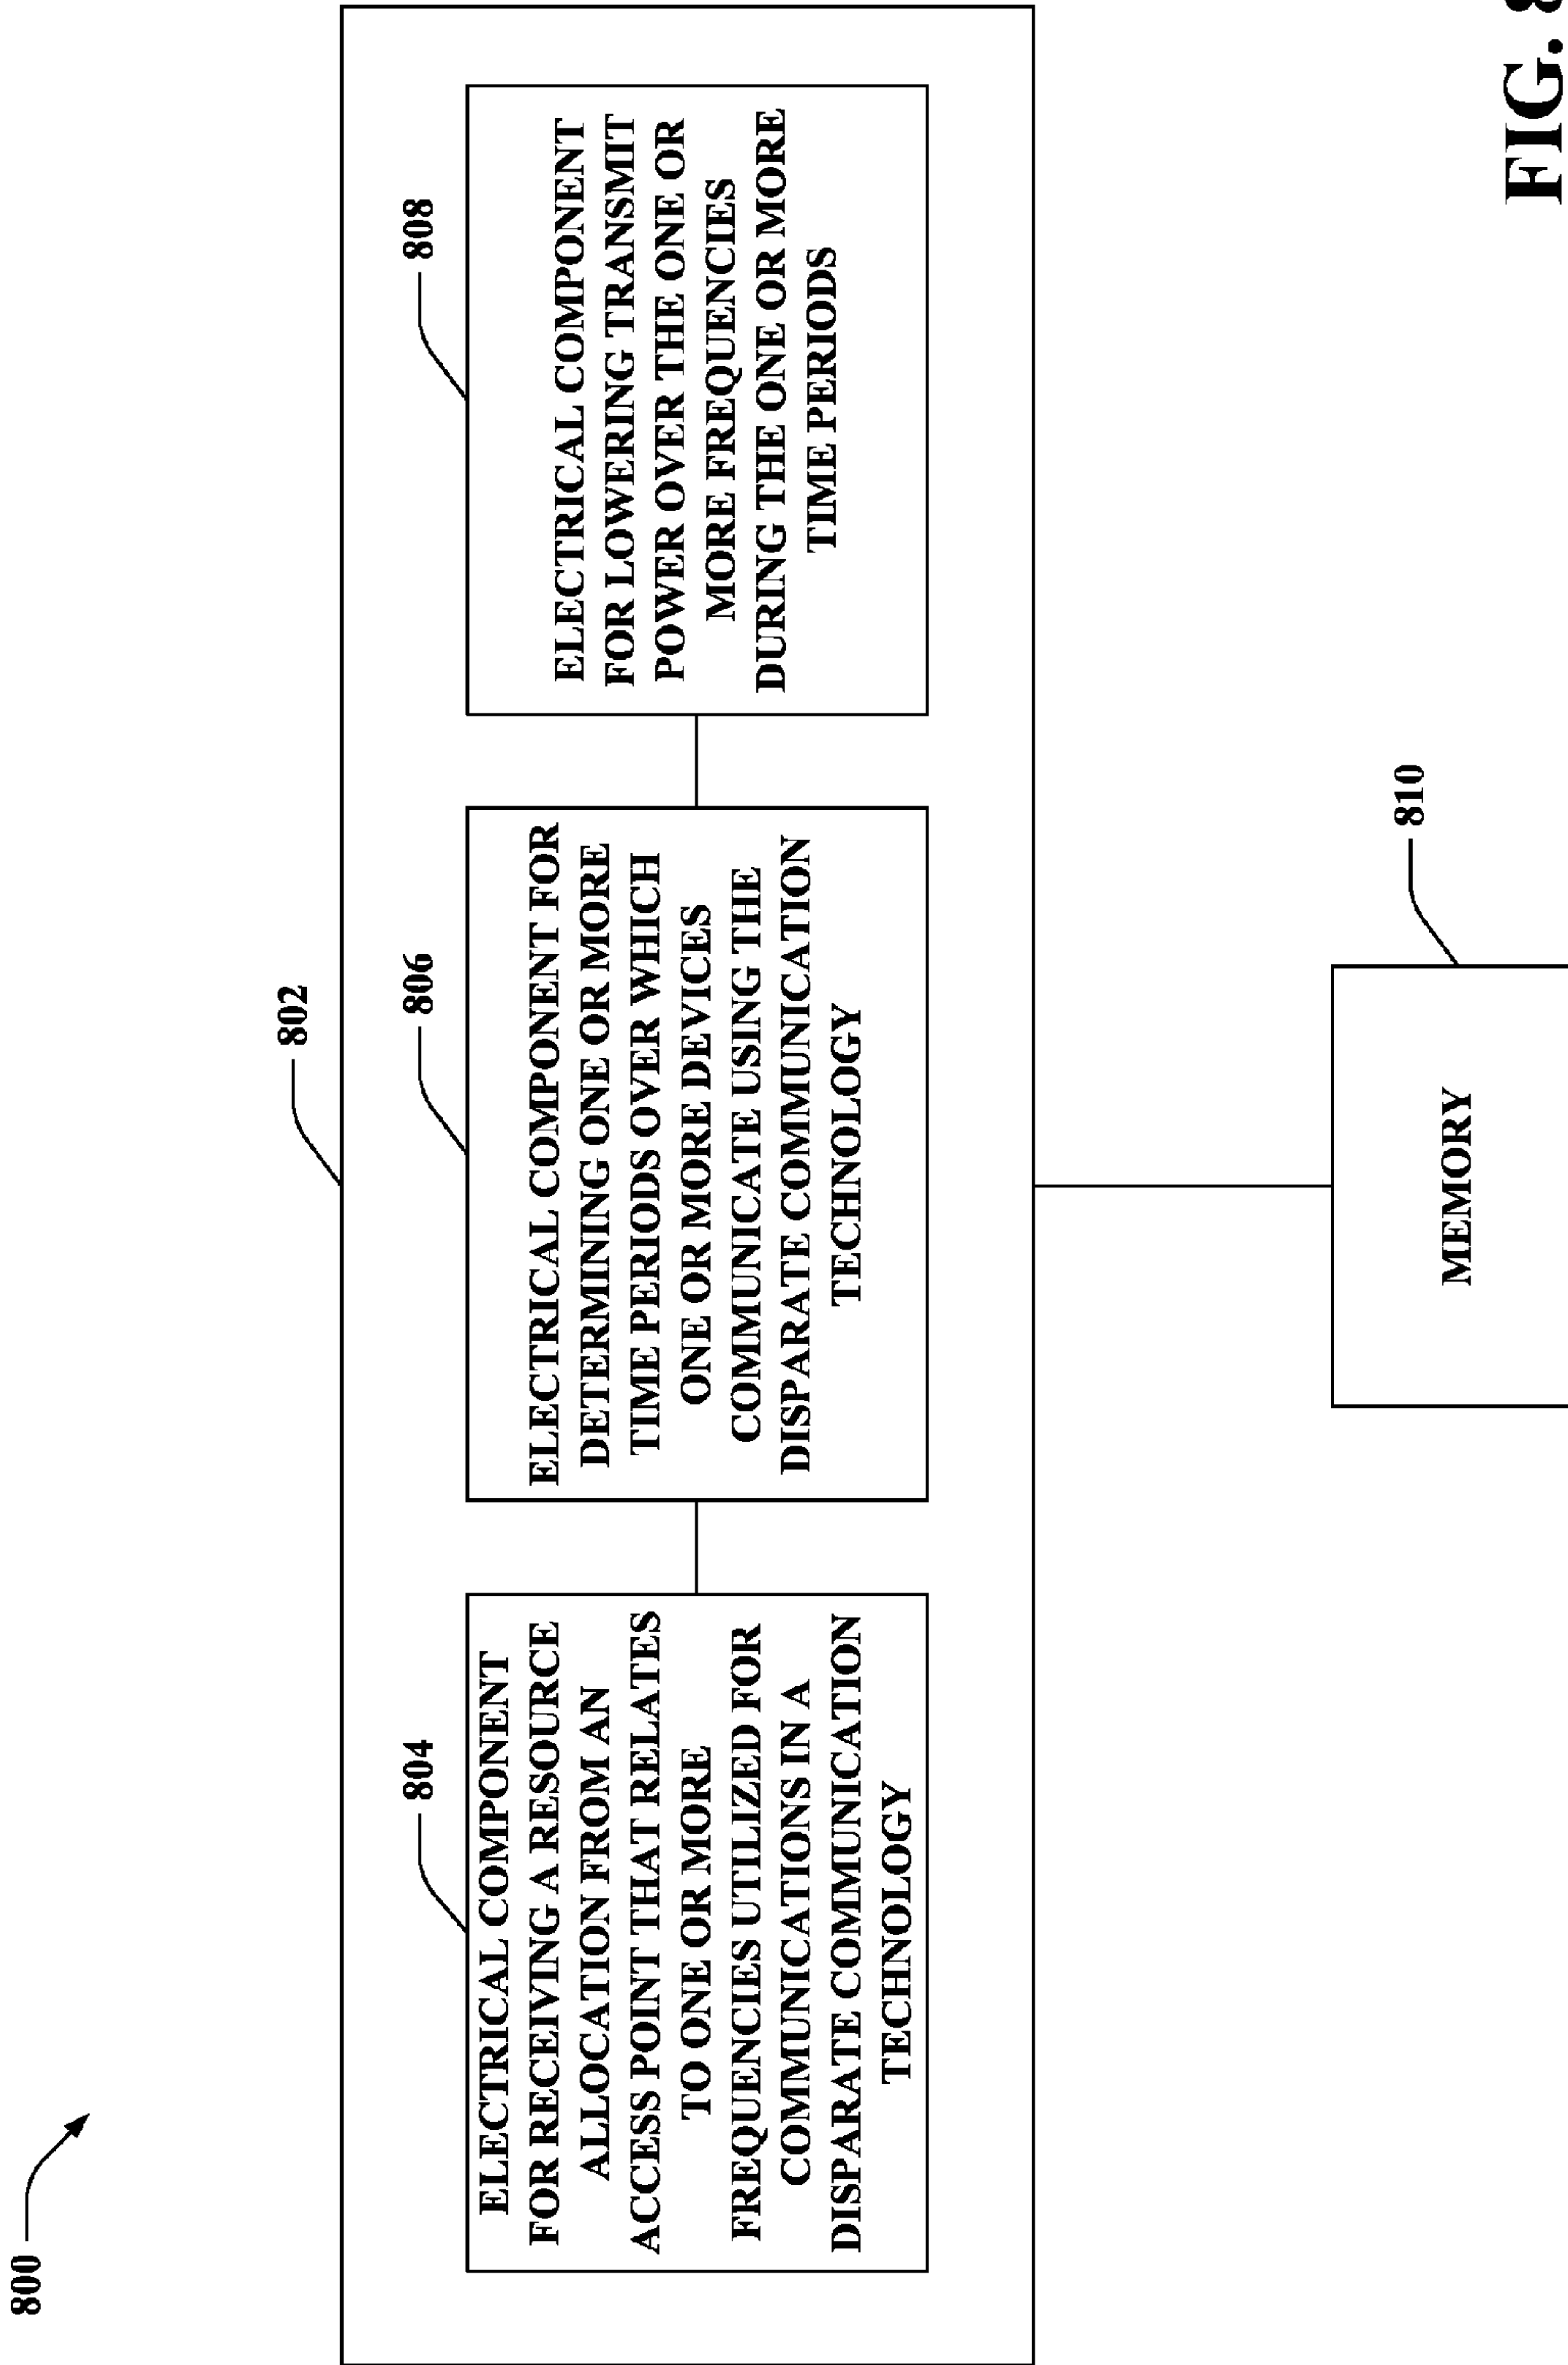 800
802
804
ELECTRICAL COMPONENT
FOR RECEIVING A RESOURCE
ALLOCATION FROM AN
ACCESS POINT THAT RELATES
TO ONE OR MORE
FREQUENCIES UTILIZED FOR
COMMUNICATIONS IN A
DISPARATE COMMUNICATION
TECHNOLOGY
806
ELECTRICAL COMPONENT FOR
DETERMINING ONE OR MORE
TIME PERIODS OVER WHICH
ONE OR MORE DEVICES
COMMUNICATE USING THE
DISPARATE COMMUNICATION
TECHNOLOGY
808
ELECTRICAL COMPONENT
FOR LOWERING TRANSMIT
POWER OVER THE ONE OR
MORE FREQUENCIES
DURING THE ONE OR MORE
TIME PERIODS
810
MEMORY
FIG. 8